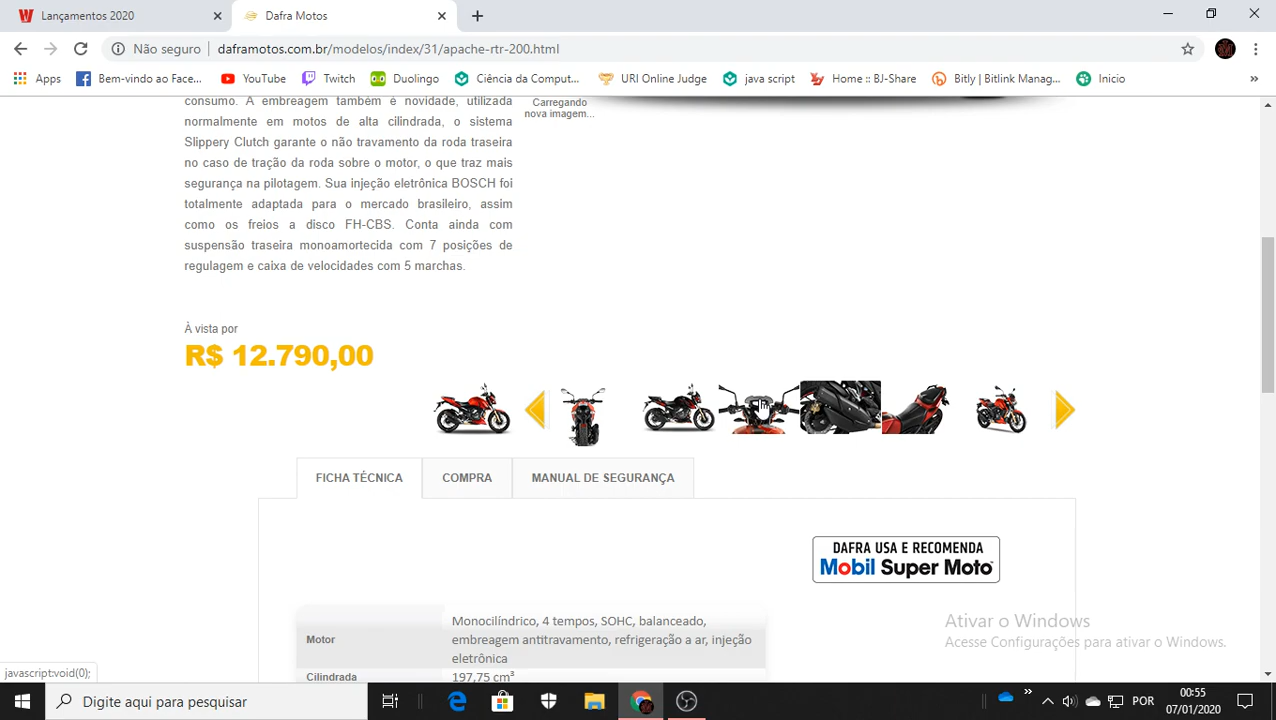 Lançamentos 2020
Dafra Motos
Não seguro
daframotos.com.br/modelos/index/31/apache-rtr-200.html
Apps
Bem-vindo ao Face...
YouTube
Twitch
Duolingo
Ciência da Comput...
URI Online Judge
java script
Home :: BJ-Share
Bitly | Bitlink Manag...
Inicio
»
consumo. A embreagem também é novidade, utilizada
normalmente em motos de alta cilindrada, o sistema
Slippery Clutch garante o não travamento da roda traseira
no caso de tração da roda sobre o motor, o que traz mais
segurança na pilotagem. Sua injeção eletrônica BOSCH foi
totalmente adaptada para o mercado brasileiro, assim
como os freios a disco FH-CBS. Conta ainda com
suspensão traseira monoamortecida com 7 posições de
regulagem e caixa de velocidades com 5 marchas.
Carregando
nova imagem...
À vista por
R$ 12.790,00
FICHA TÉCNICA
COMPRA
MANUAL DE SEGURANÇA
DAFRA USA E RECOMENDA
Mobil Super Moto
Motor
Monocilíndrico, 4 tempos, SOHC, balanceado,
embreagem antitravamento, refrigeração a ar, injeção
eletrônica
Cilindrada
197,75 cm³
Ativar o Windows
Acesse Configurações para ativar o Windows.
javascript:void(0);
Digite aqui para pesquisar
POR
00:55
07/01/2020